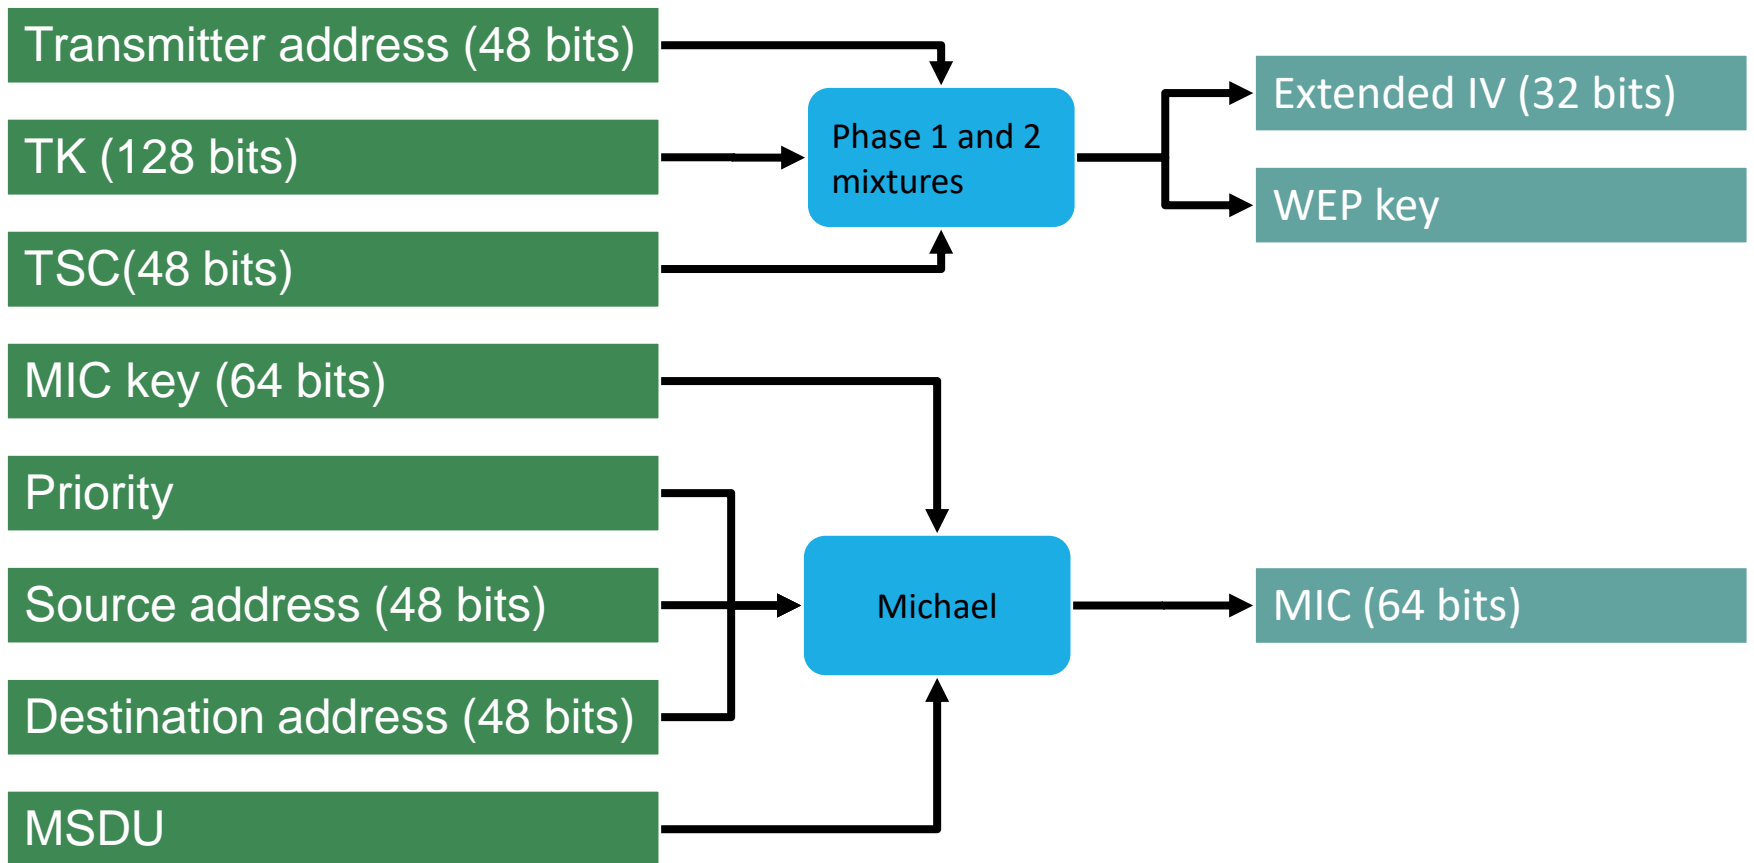 Transmitter address (48 bits)
TK (128 bits)
TSC(48 bits)
MIC key (64 bits)
Priority
Source address (48 bits)
Destination address (48 bits)
MSDU
Phase 1 and 2
mixtures
Michael
Extended IV (32 bits)
WEP key
MIC (64 bits)